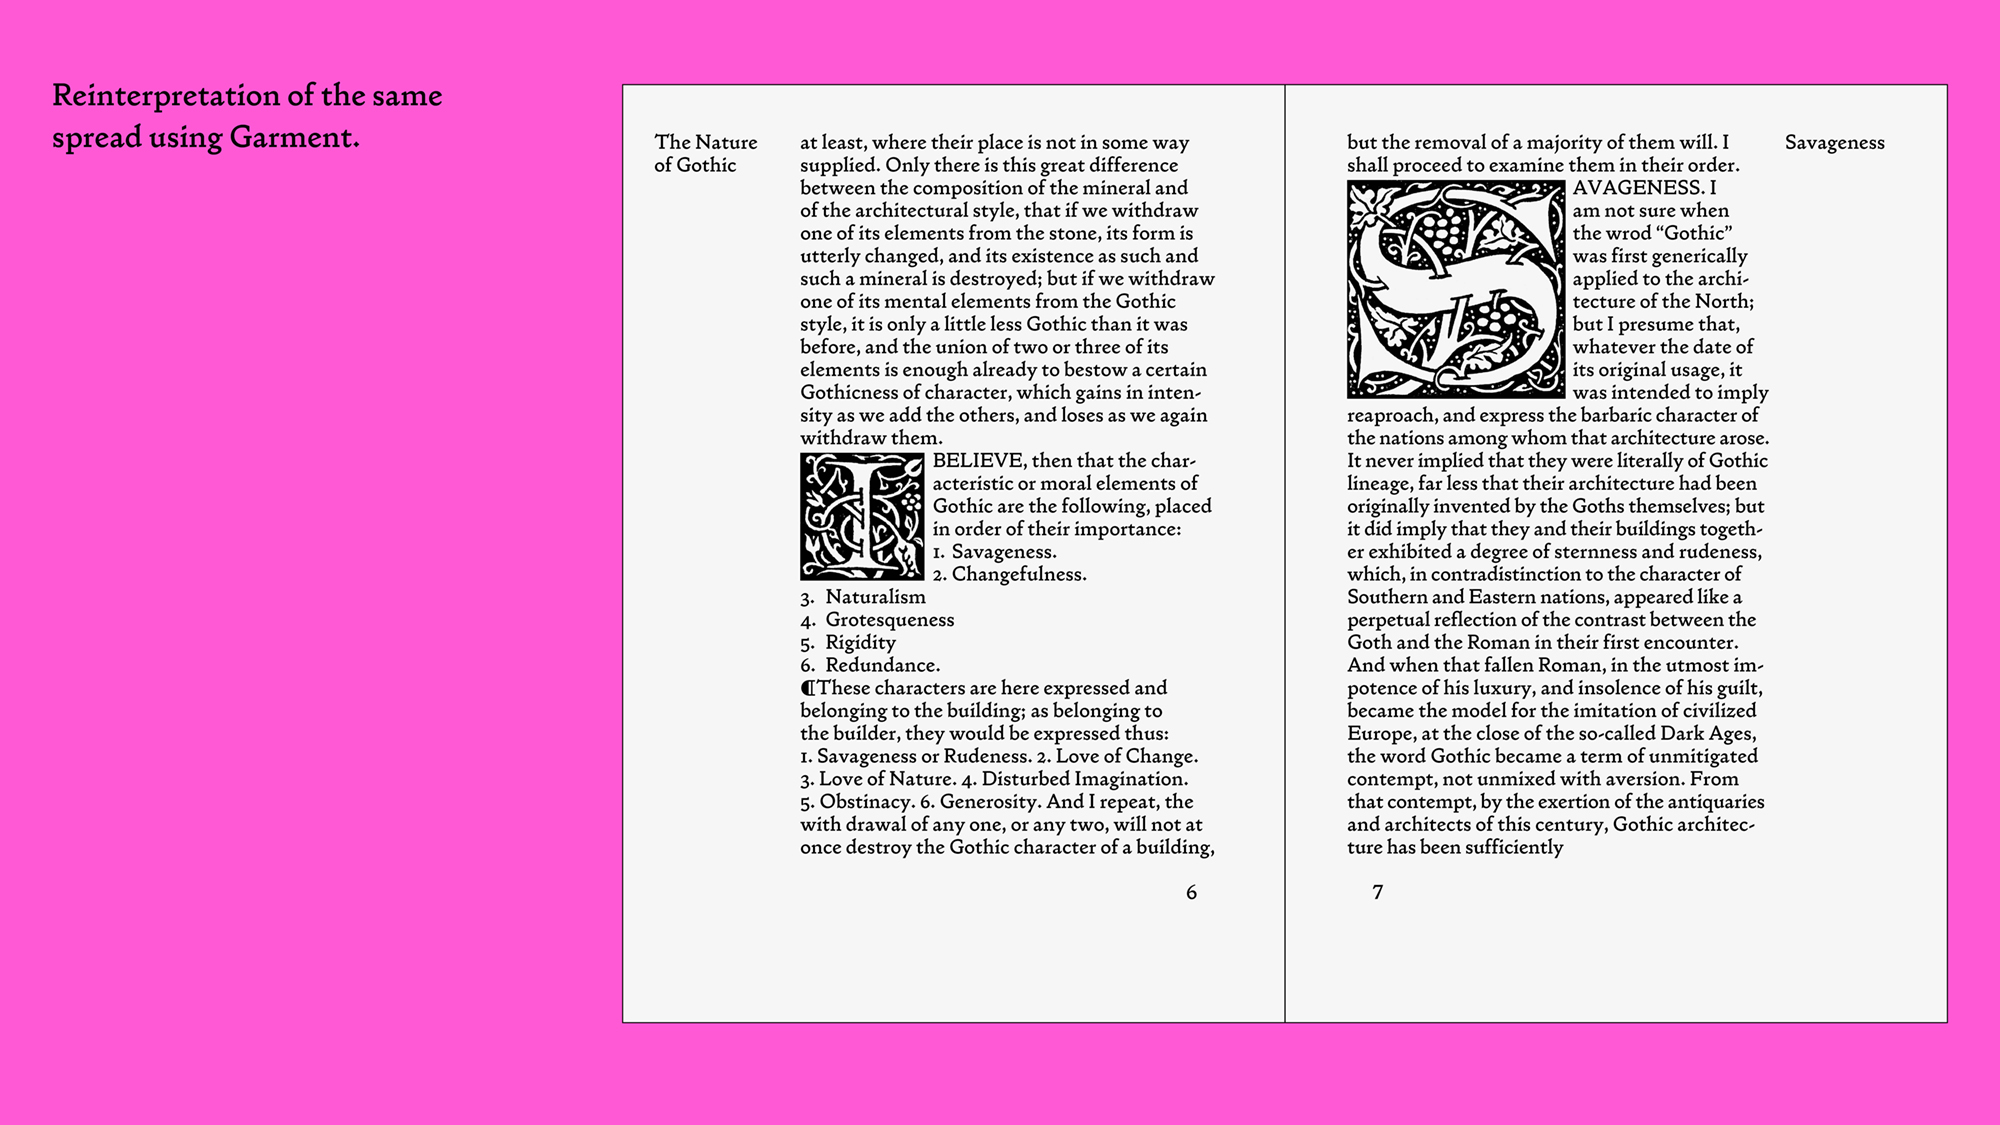 Reinterpretation of the same
spread using Garment.
The Nature
of Gothic
at least, where their place is not in some way
supplied. Only there is this great difference
between the composition of the mineral and
of the architectural style, that if we withdraw
one of its elements from the stone, its form is
utterly changed, and its existence as such and
such a mineral is destroyed; but if we withdraw
one of its mental elements from the Gothic
style, it is only a little less Gothic than it was
before, and the union of two or three of its
elements is enough already to bestow a certain
Gothicness of character, which gains in inten-
sity as we add the others, and loses as we again
withdraw them.
I BELIEVE, then that the char-
acteristic or moral elements of
Gothic are the following, placed
in order of their importance:
1. Savageness.
2. Changefulness.
3. Naturalism
4. Grotesqueness
5. Rigidity
6. Redundance.
¶These characters are here expressed and
belonging to the building; as belonging to
the builder, they would be expressed thus:
1. Savageness or Rudeness. 2. Love of Change.
3. Love of Nature. 4. Disturbed Imagination.
5. Obstinacy. 6. Generosity. And I repeat, the
with drawal of any one, or any two, will not at
once destroy the Gothic character of a building,
6
but the removal of a majority of them will. I
shall proceed to examine them in their order.
SAVAGENESS. I
am not sure when
the wrod “Gothic”
was first generically
applied to the archi-
tecture of the North;
but I presume that,
whatever the date of
its original usage, it
was intended to imply
reaproach, and express the barbaric character of
the nations among whom that architecture arose.
It never implied that they were literally of Gothic
lineage, far less that their architecture had been
originally invented by the Goths themselves; but
it did imply that they and their buildings togeth-
er exhibited a degree of sternness and rudeness,
which, in contradistinction to the character of
Southern and Eastern nations, appeared like a
perpetual reflection of the contrast between the
Goth and the Roman in their first encounter.
And when that fallen Roman, in the utmost im-
potence of his luxury, and insolence of his guilt,
became the model for the imitation of civilized
Europe, at the close of the so-called Dark Ages,
the word Gothic became a term of unmitigated
contempt, not unmixed with aversion. From
that contempt, by the exertion of the antiquaries
and architects of this century, Gothic architec-
ture has been sufficiently
7
Savageness